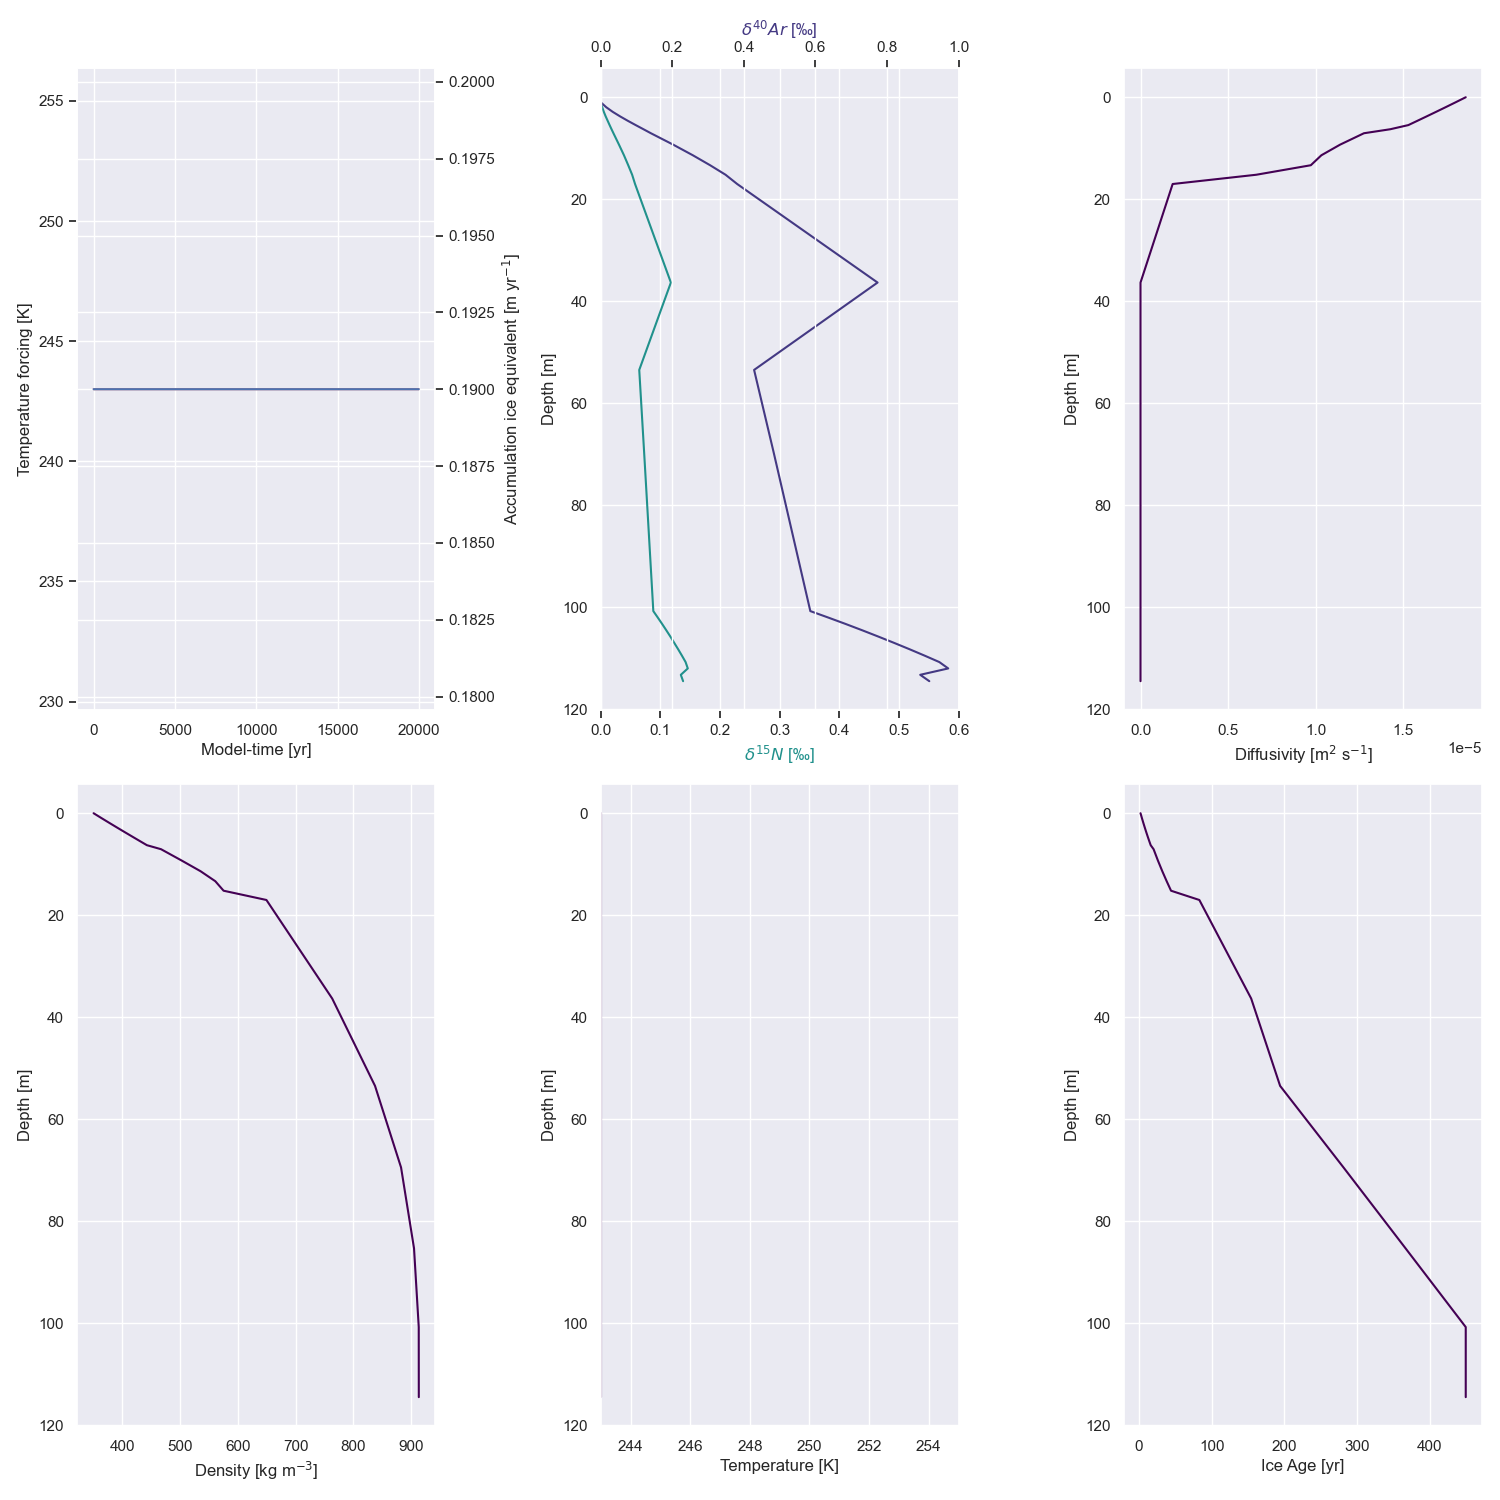 δ⁴⁰Ar [‰]
0.0 0.2 0.4 0.6 0.8 1.0
255
250
245
240
235
230
Temperature forcing [K]
0.2000
0.1975
0.1950
0.1925
0.1900
0.1875
0.1850
0.1825
0.1800
Accumulation ice equivalent [m yr⁻¹]
0 5000 10000 15000 20000
Model-time [yr]
0
20
40
60
80
100
120
Depth [m]
0.0 0.1 0.2 0.3 0.4 0.5 0.6
δ¹⁵N [‰]
0
20
40
60
80
100
120
Depth [m]
0.0 0.5 1.0 1.5
1e−5
Diffusivity [m² s⁻¹]
0
20
40
60
80
100
120
Depth [m]
400 500 600 700 800 900
Density [kg m⁻³]
0
20
40
60
80
100
120
Depth [m]
244 246 248 250 252 254
Temperature [K]
0
20
40
60
80
100
120
Depth [m]
0 100 200 300 400
Ice Age [yr]